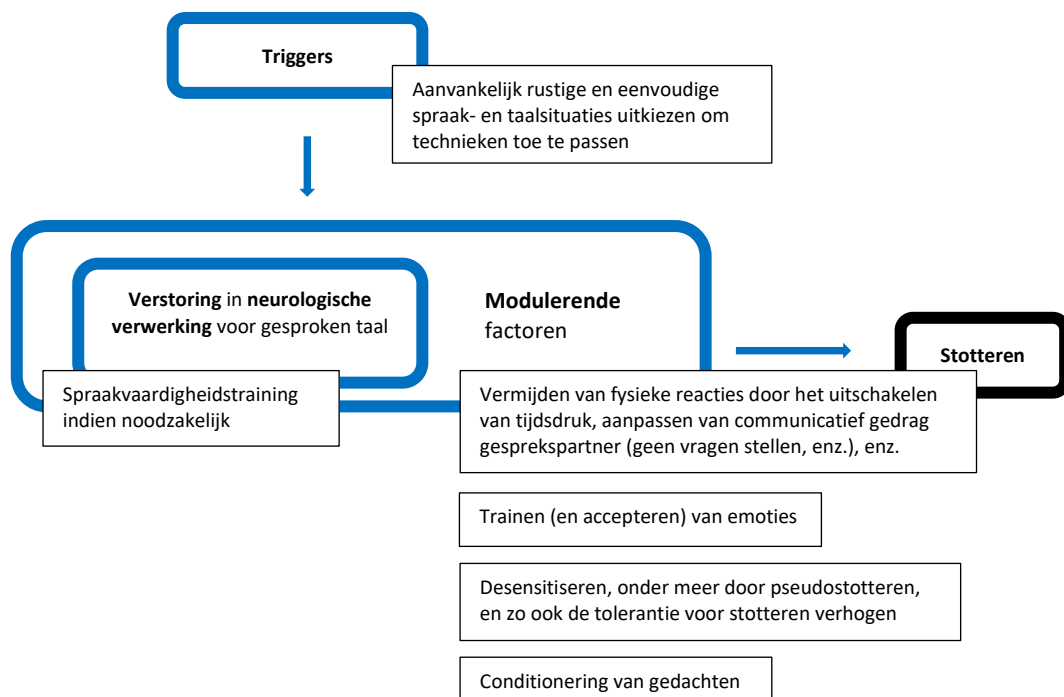 Triggers
Aanvankelijk rustige en eenvoudige
spraak- en taalsituaties uitkiezen om
technieken toe te passen
Verstoring in neurologische
verwerking voor gesproken taal
Modulerende
factoren
Stotteren
Spraakvaardigheidstraining
indien noodzakelijk
Vermijden van fysieke reacties door het uitschakelen
van tijdsdruk, aanpassen van communicatief gedrag
gesprekspartner (geen vragen stellen, enz.), enz.
Trainen (en accepteren) van emoties
Desensitiseren, onder meer door pseudostotteren,
en zo ook de tolerantie voor stotteren verhogen
Conditionering van gedachten